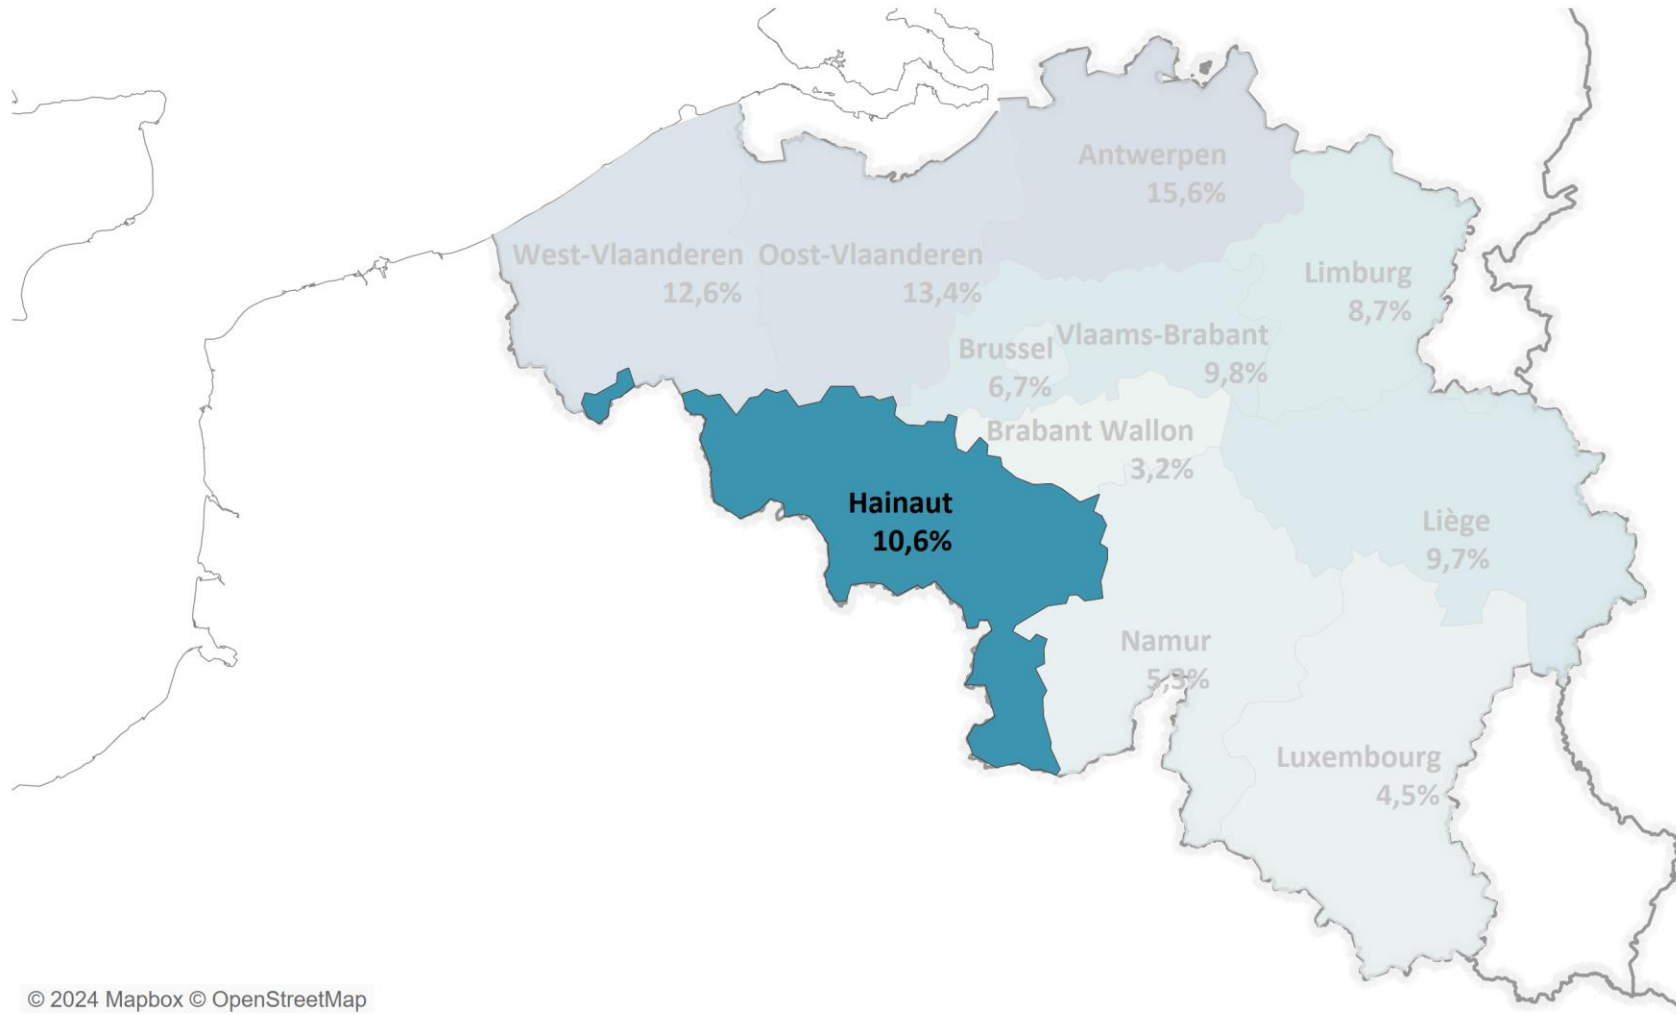 Antwerpen
15,6%
West-Vlaanderen
12,6%
Oost-Vlaanderen
13,4%
Limburg
8,7%
Brussel
6,7%
Vlaams-Brabant
9,8%
Brabant Wallon
3,2%
Hainaut
10,6%
Liège
9,7%
Namur
5,3%
Luxembourg
4,5%
© 2024 Mapbox © OpenStreetMap